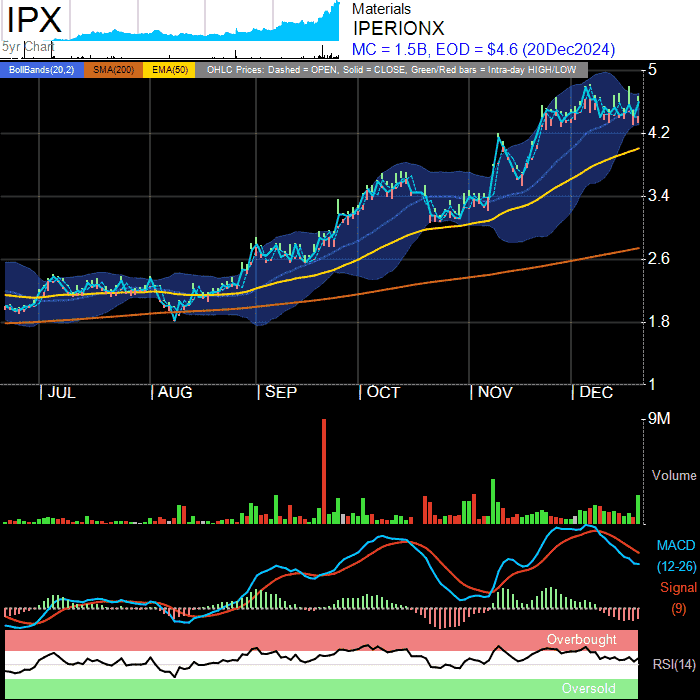 IPX
5yr Chart
Materials
IPERIONX
MC = 1.5B, EOD = $4.6 (20Dec2024)
BollBands(20,2) SMA(200) EMA(50) OHLC Prices: Dashed = OPEN, Solid = CLOSE, Green/Red bars = Intra-day HIGH/LOW
5
4.2
3.4
2.6
1.8
1
| JUL | AUG | SEP | OCT | NOV | DEC
9M
Volume
MACD
(12-26)
Signal
(9)
Overbought
RSI(14)
Oversold